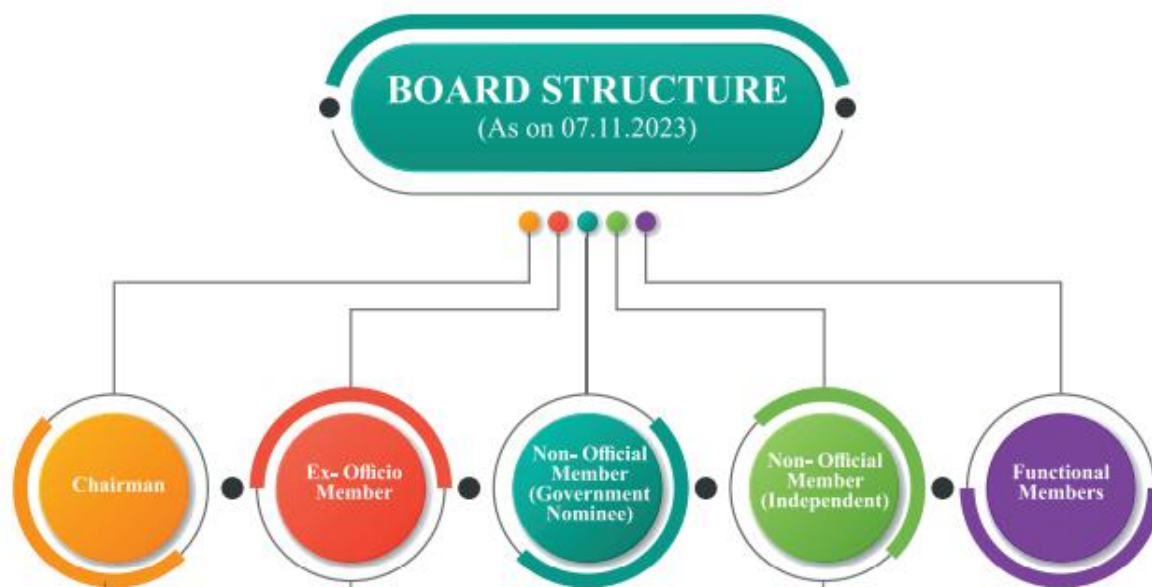 BOARD STRUCTURE
(As on 07.11.2023)
Chairman
Ex- Officio
Member
Non- Official
Member
(Government
Nominee)
Non- Official
Member
(Independent)
Functional
Members